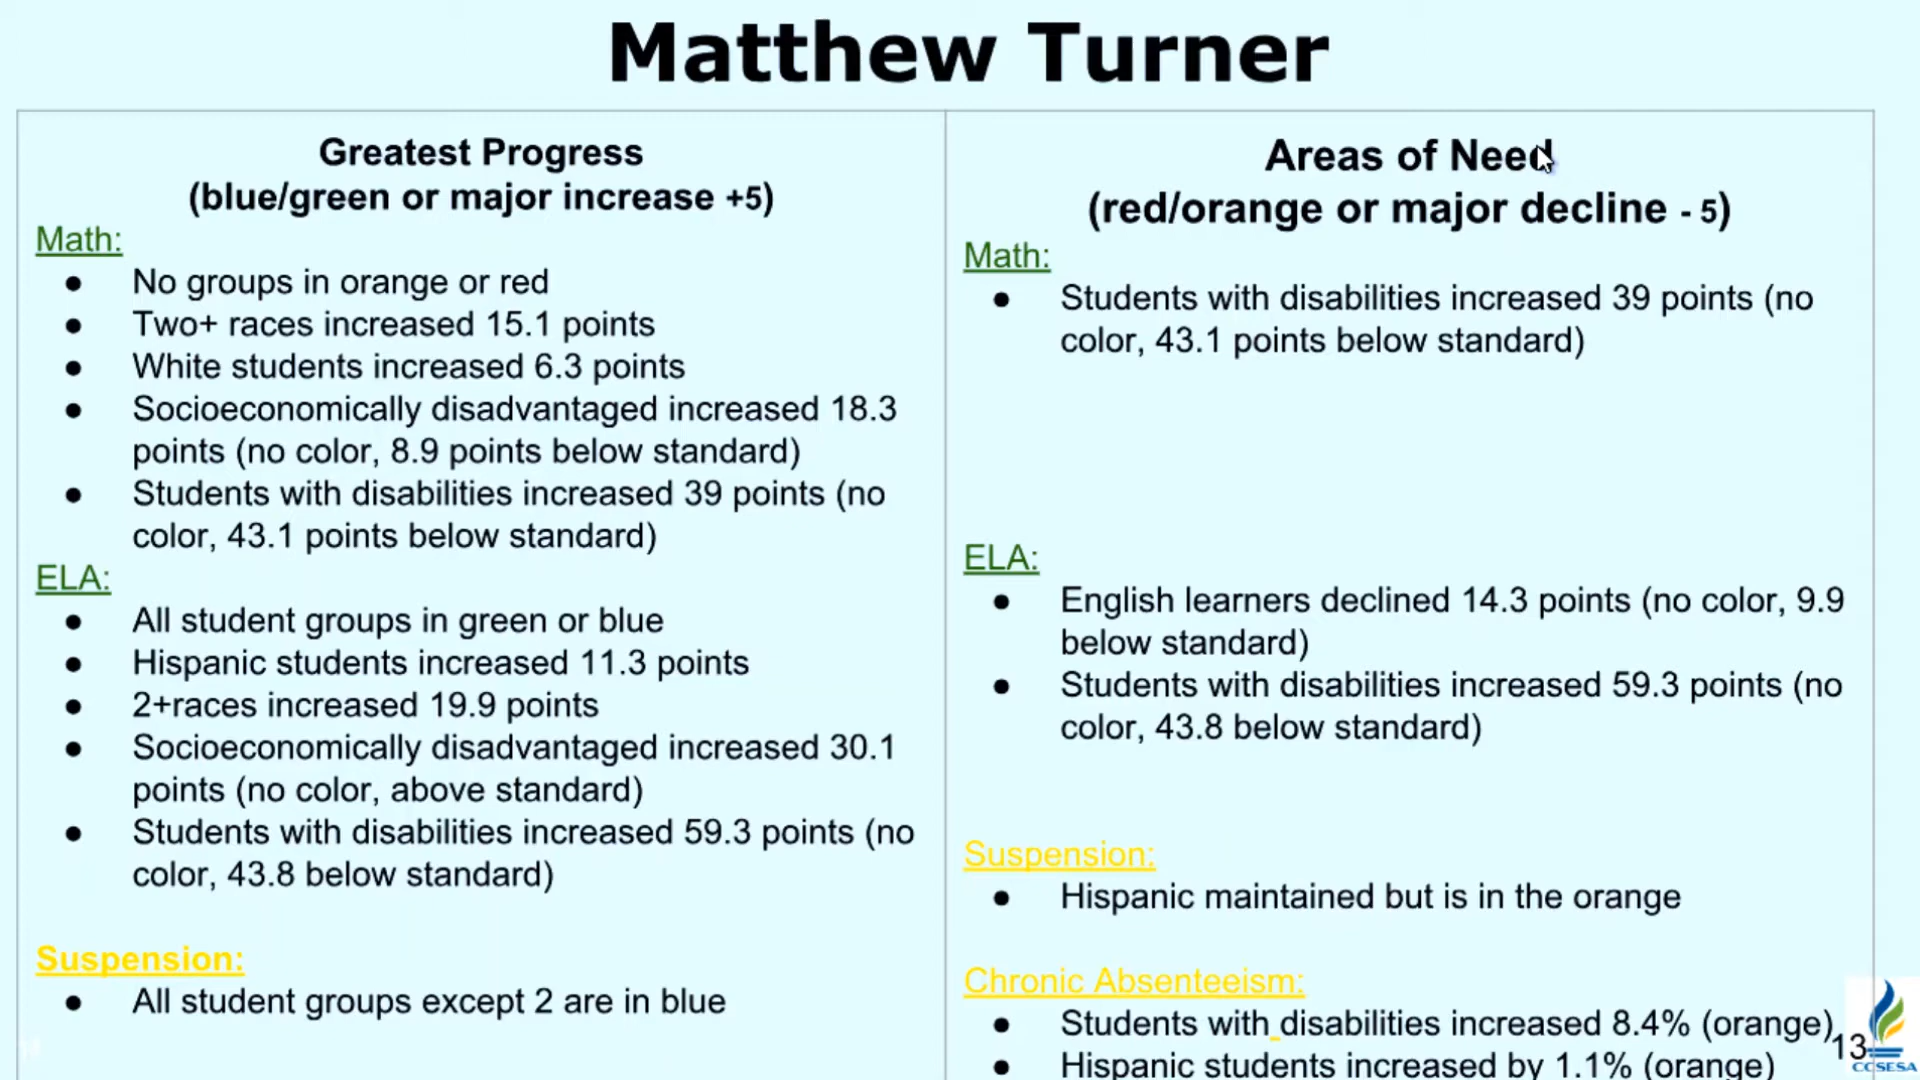 Matthew Turner
Greatest Progress
(blue/green or major increase +5)
Math:
● No groups in orange or red
● Two+ races increased 15.1 points
● White students increased 6.3 points
● Socioeconomically disadvantaged increased 18.3
points (no color, 8.9 points below standard)
● Students with disabilities increased 39 points (no
color, 43.1 points below standard)
ELA:
● All student groups in green or blue
● Hispanic students increased 11.3 points
● 2+races increased 19.9 points
● Socioeconomically disadvantaged increased 30.1
points (no color, above standard)
● Students with disabilities increased 59.3 points (no
color, 43.8 below standard)
Suspension:
● All student groups except 2 are in blue
Areas of Need
(red/orange or major decline - 5)
Math:
● Students with disabilities increased 39 points (no
color, 43.1 points below standard)
ELA:
● English learners declined 14.3 points (no color, 9.9
below standard)
● Students with disabilities increased 59.3 points (no
color, 43.8 below standard)
Suspension:
● Hispanic maintained but is in the orange
Chronic Absenteeism:
● Students with disabilities increased 8.4% (orange)
● Hispanic students increased by 1.1% (orange)
13
CCSESA